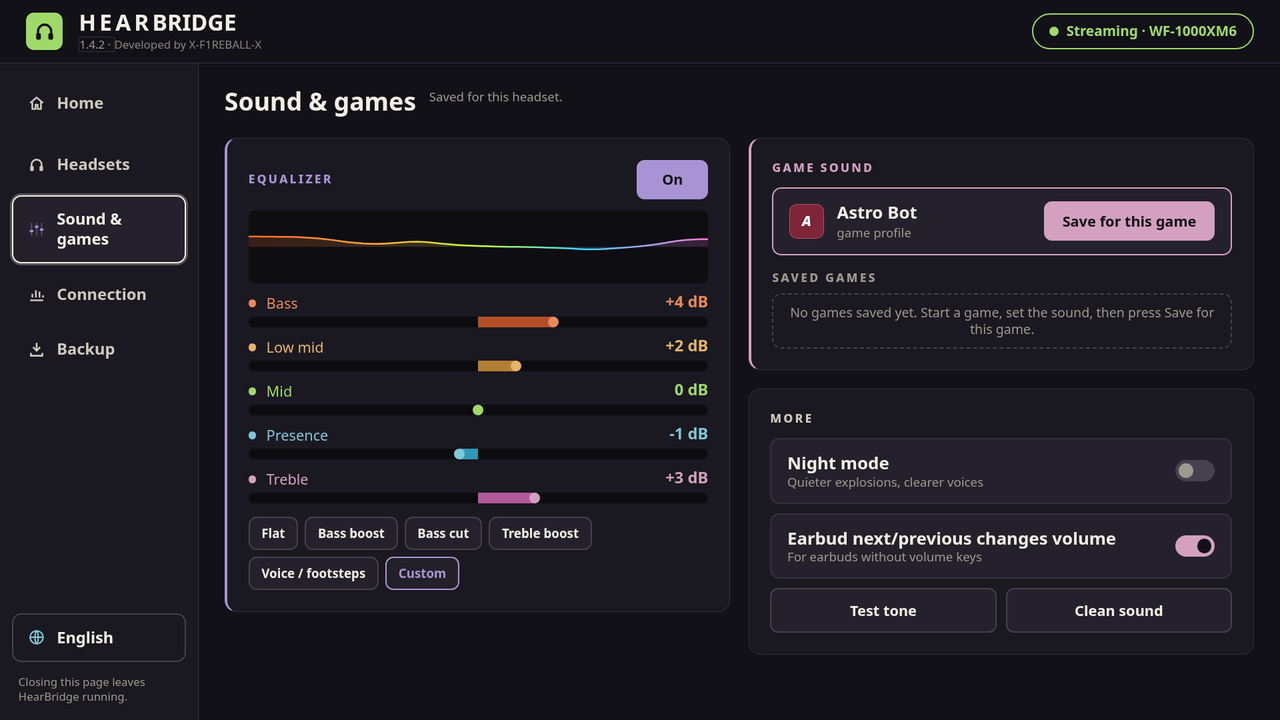 HEARBRIDGE
1.4.2 · Developed by X-F1REBALL-X
Streaming · WF-1000XM6
Home
Headsets
Sound &
games
Connection
Backup
English
Closing this page leaves
HearBridge running.
Sound & games
Saved for this headset.
EQUALIZER
On
Bass
+4 dB
Low mid
+2 dB
Mid
0 dB
Presence
-1 dB
Treble
+3 dB
Flat
Bass boost
Bass cut
Treble boost
Voice / footsteps
Custom
GAME SOUND
A
Astro Bot
game profile
Save for this game
SAVED GAMES
No games saved yet. Start a game, set the sound, then press Save for
this game.
MORE
Night mode
Quieter explosions, clearer voices
Earbud next/previous changes volume
For earbuds without volume keys
Test tone
Clean sound